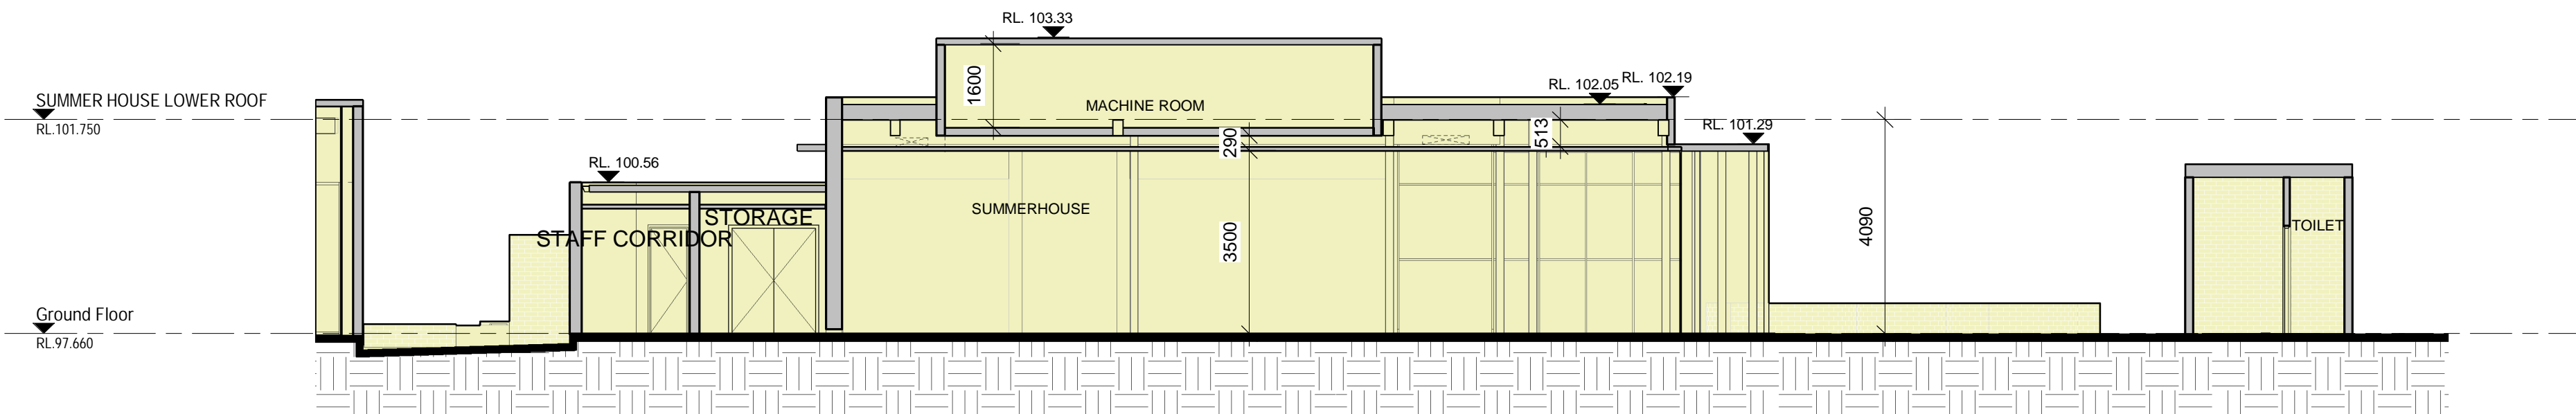 RL. 103.33
RL. 102.05
RL. 102.19
SUMMER HOUSE LOWER ROOF
RL.101.750
1600
MACHINE ROOM
RL. 101.29
290
513
RL. 100.56
STORAGE
STAFF CORRIDOR
SUMMERHOUSE
3500
4090
TOILET
Ground Floor
RL.97.660